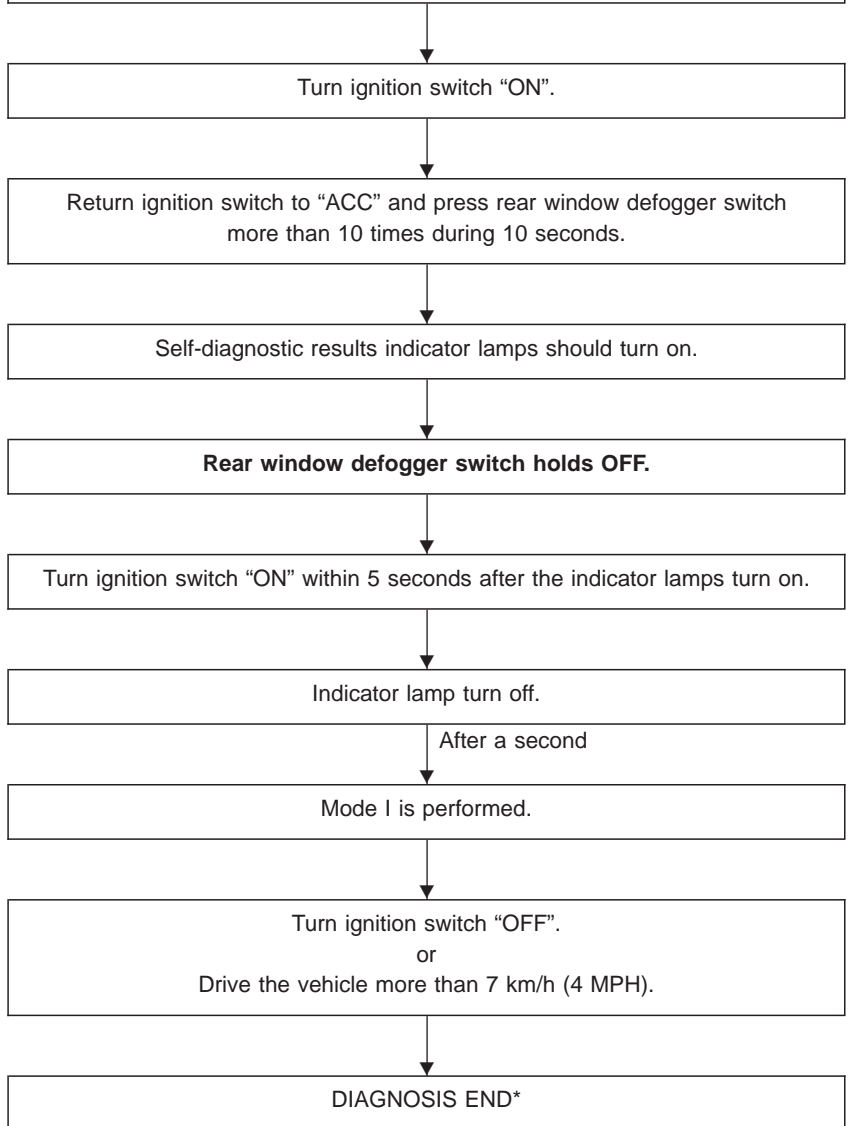 Turn ignition switch “ON”.
Return ignition switch to “ACC” and press rear window defogger switch
more than 10 times during 10 seconds.
Self-diagnostic results indicator lamps should turn on.
Rear window defogger switch holds OFF.
Turn ignition switch “ON” within 5 seconds after the indicator lamps turn on.
Indicator lamp turn off.
After a second
Mode I is performed.
Turn ignition switch “OFF”.
or
Drive the vehicle more than 7 km/h (4 MPH).
DIAGNOSIS END*